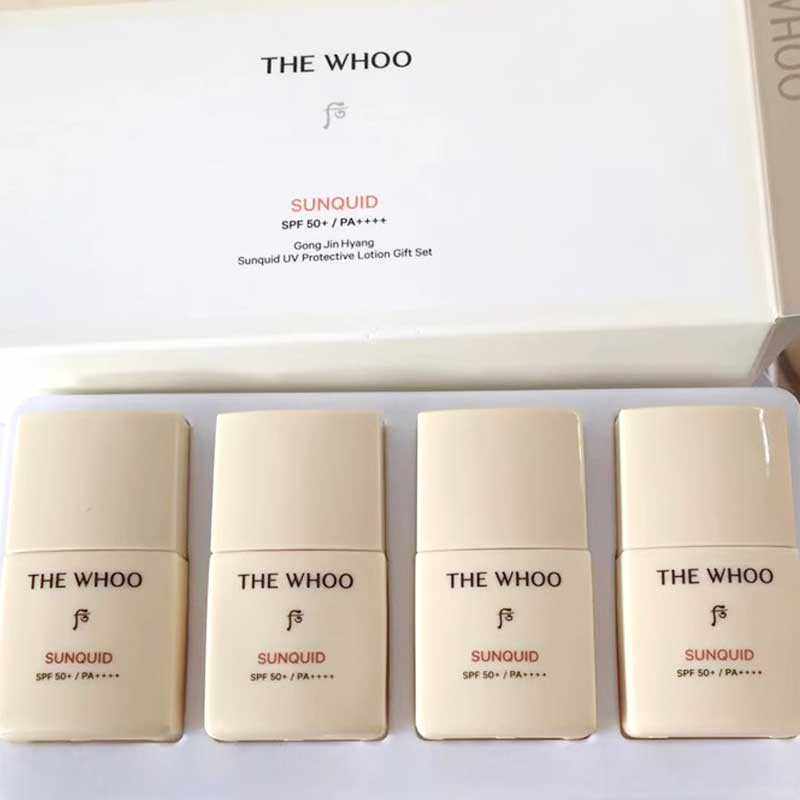 THE WHOO
SUNQUID
SPF 50+ / PA++++
Gong Jin Hyang
Sunquid UV Protective Lotion Gift Set
WHOO
THE WHOO
SUNQUID
SPF 50+ / PA++++
THE WHOO
SUNQUID
SPF 50+ / PA++++
THE WHOO
SUNQUID
SPF 50+ / PA++++
THE WHOO
SUNQUID
SPF 50+ / PA++++